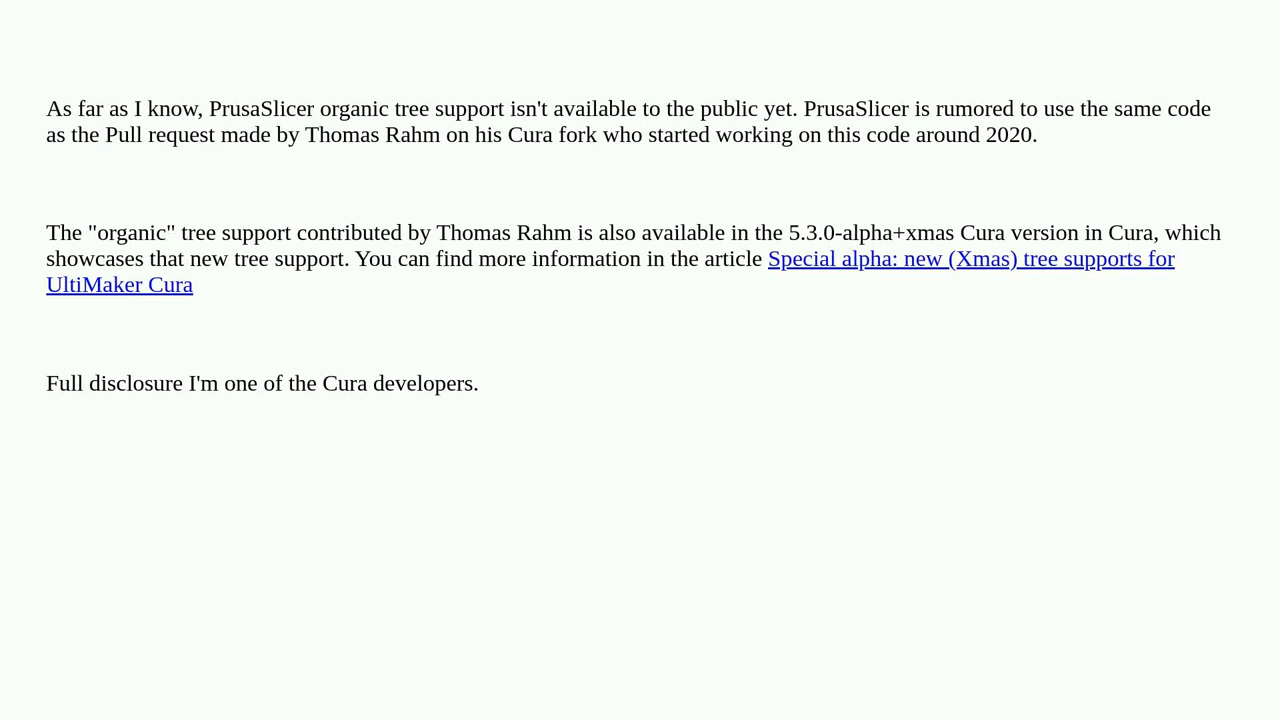 As far as I know, PrusaSlicer organic tree support isn't available to the public yet. PrusaSlicer is rumored to use the same code
as the Pull request made by Thomas Rahm on his Cura fork who started working on this code around 2020.
The "organic" tree support contributed by Thomas Rahm is also available in the 5.3.0-alpha+xmas Cura version in Cura, which
showcases that new tree support. You can find more information in the article Special alpha: new (Xmas) tree supports for
UltiMaker Cura
Full disclosure I'm one of the Cura developers.